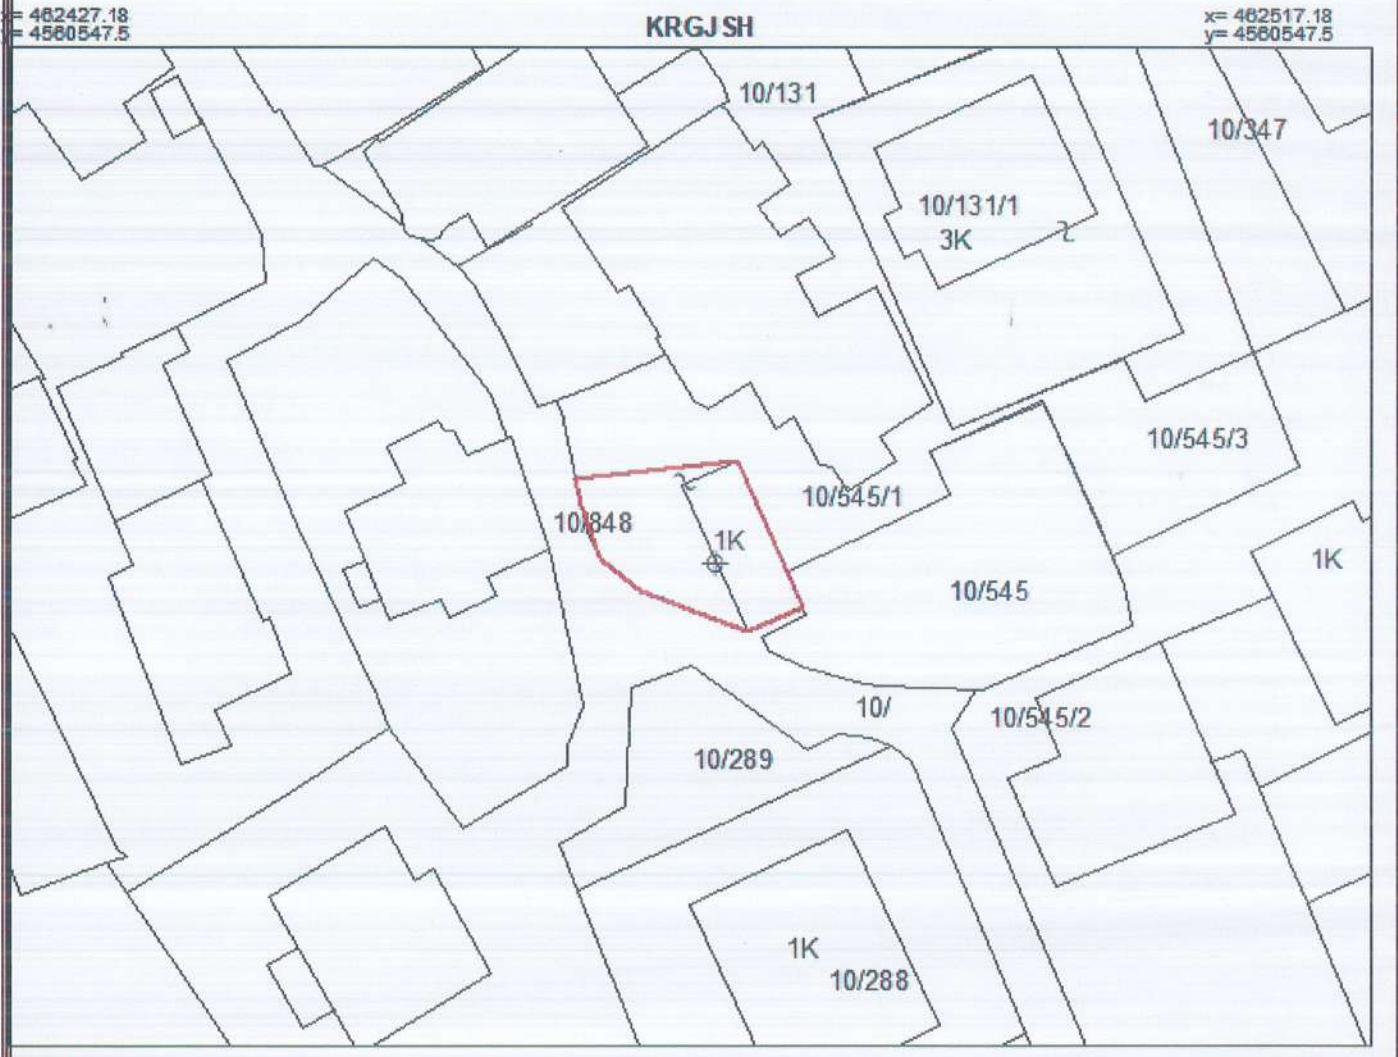 x= 462427.18
y= 4560547.5
KRGJSH
x= 462517.18
y= 4560547.5
10/131
10/347
10/131/1
3K
10/545/3
10/545/1
10/848
1K
1K
10/545
10/
10/545/2
10/289
1K
10/288